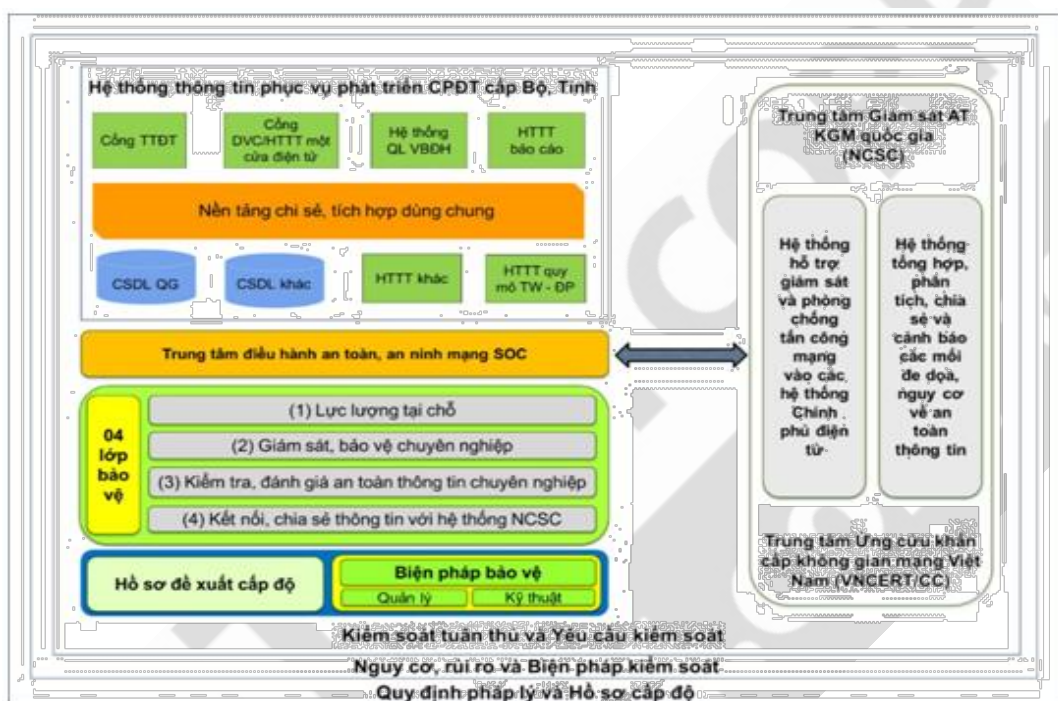 Hệ thống thông tin phục vụ phát triển CPĐT cấp Bộ, Tỉnh
Cổng TTĐT
Cổng
DVC/HTTT một
cửa điện tử
Hệ thống
QL VBĐH
HTTT
báo cáo
Nền tảng chi sẻ, tích hợp dùng chung
CSDL QG
CSDL khác
HTTT khác
HTTT quy
mô TW - ĐP
Trung tâm điều hành an toàn, an ninh mạng SOC
04
lớp
bảo
vệ
(1) Lực lượng tại chỗ
(2) Giám sát, bảo vệ chuyên nghiệp
(3) Kiểm tra, đánh giá an toàn thông tin chuyên nghiệp
(4) Kết nối, chia sẻ thông tin với hệ thống NCSC
Hồ sơ đề xuất cấp độ
Biện pháp bảo vệ
Quản lý
Kỹ thuật
Trung tâm Giám sát AT
KGM quốc gia
(NCSC)
Hệ thống
hỗ trợ
giám sát
và phòng
chống
tấn công
mạng
vào các
hệ thống
Chính
phủ điện
tử
Hệ thống
tổng hợp,
phân
tích, chia
sẻ và
cảnh báo
các mối
đe dọa,
nguy cơ
về an
toàn
thông tin
Trung tâm Ứng cứu khẩn
cấp không gian mạng Việt
Nam (VNCERT/CC)
Kiểm soát tuân thủ và Yêu cầu kiểm soát
Nguy cơ, rủi ro và Biện pháp kiểm soát
Quy định pháp lý và Hồ sơ cấp độ